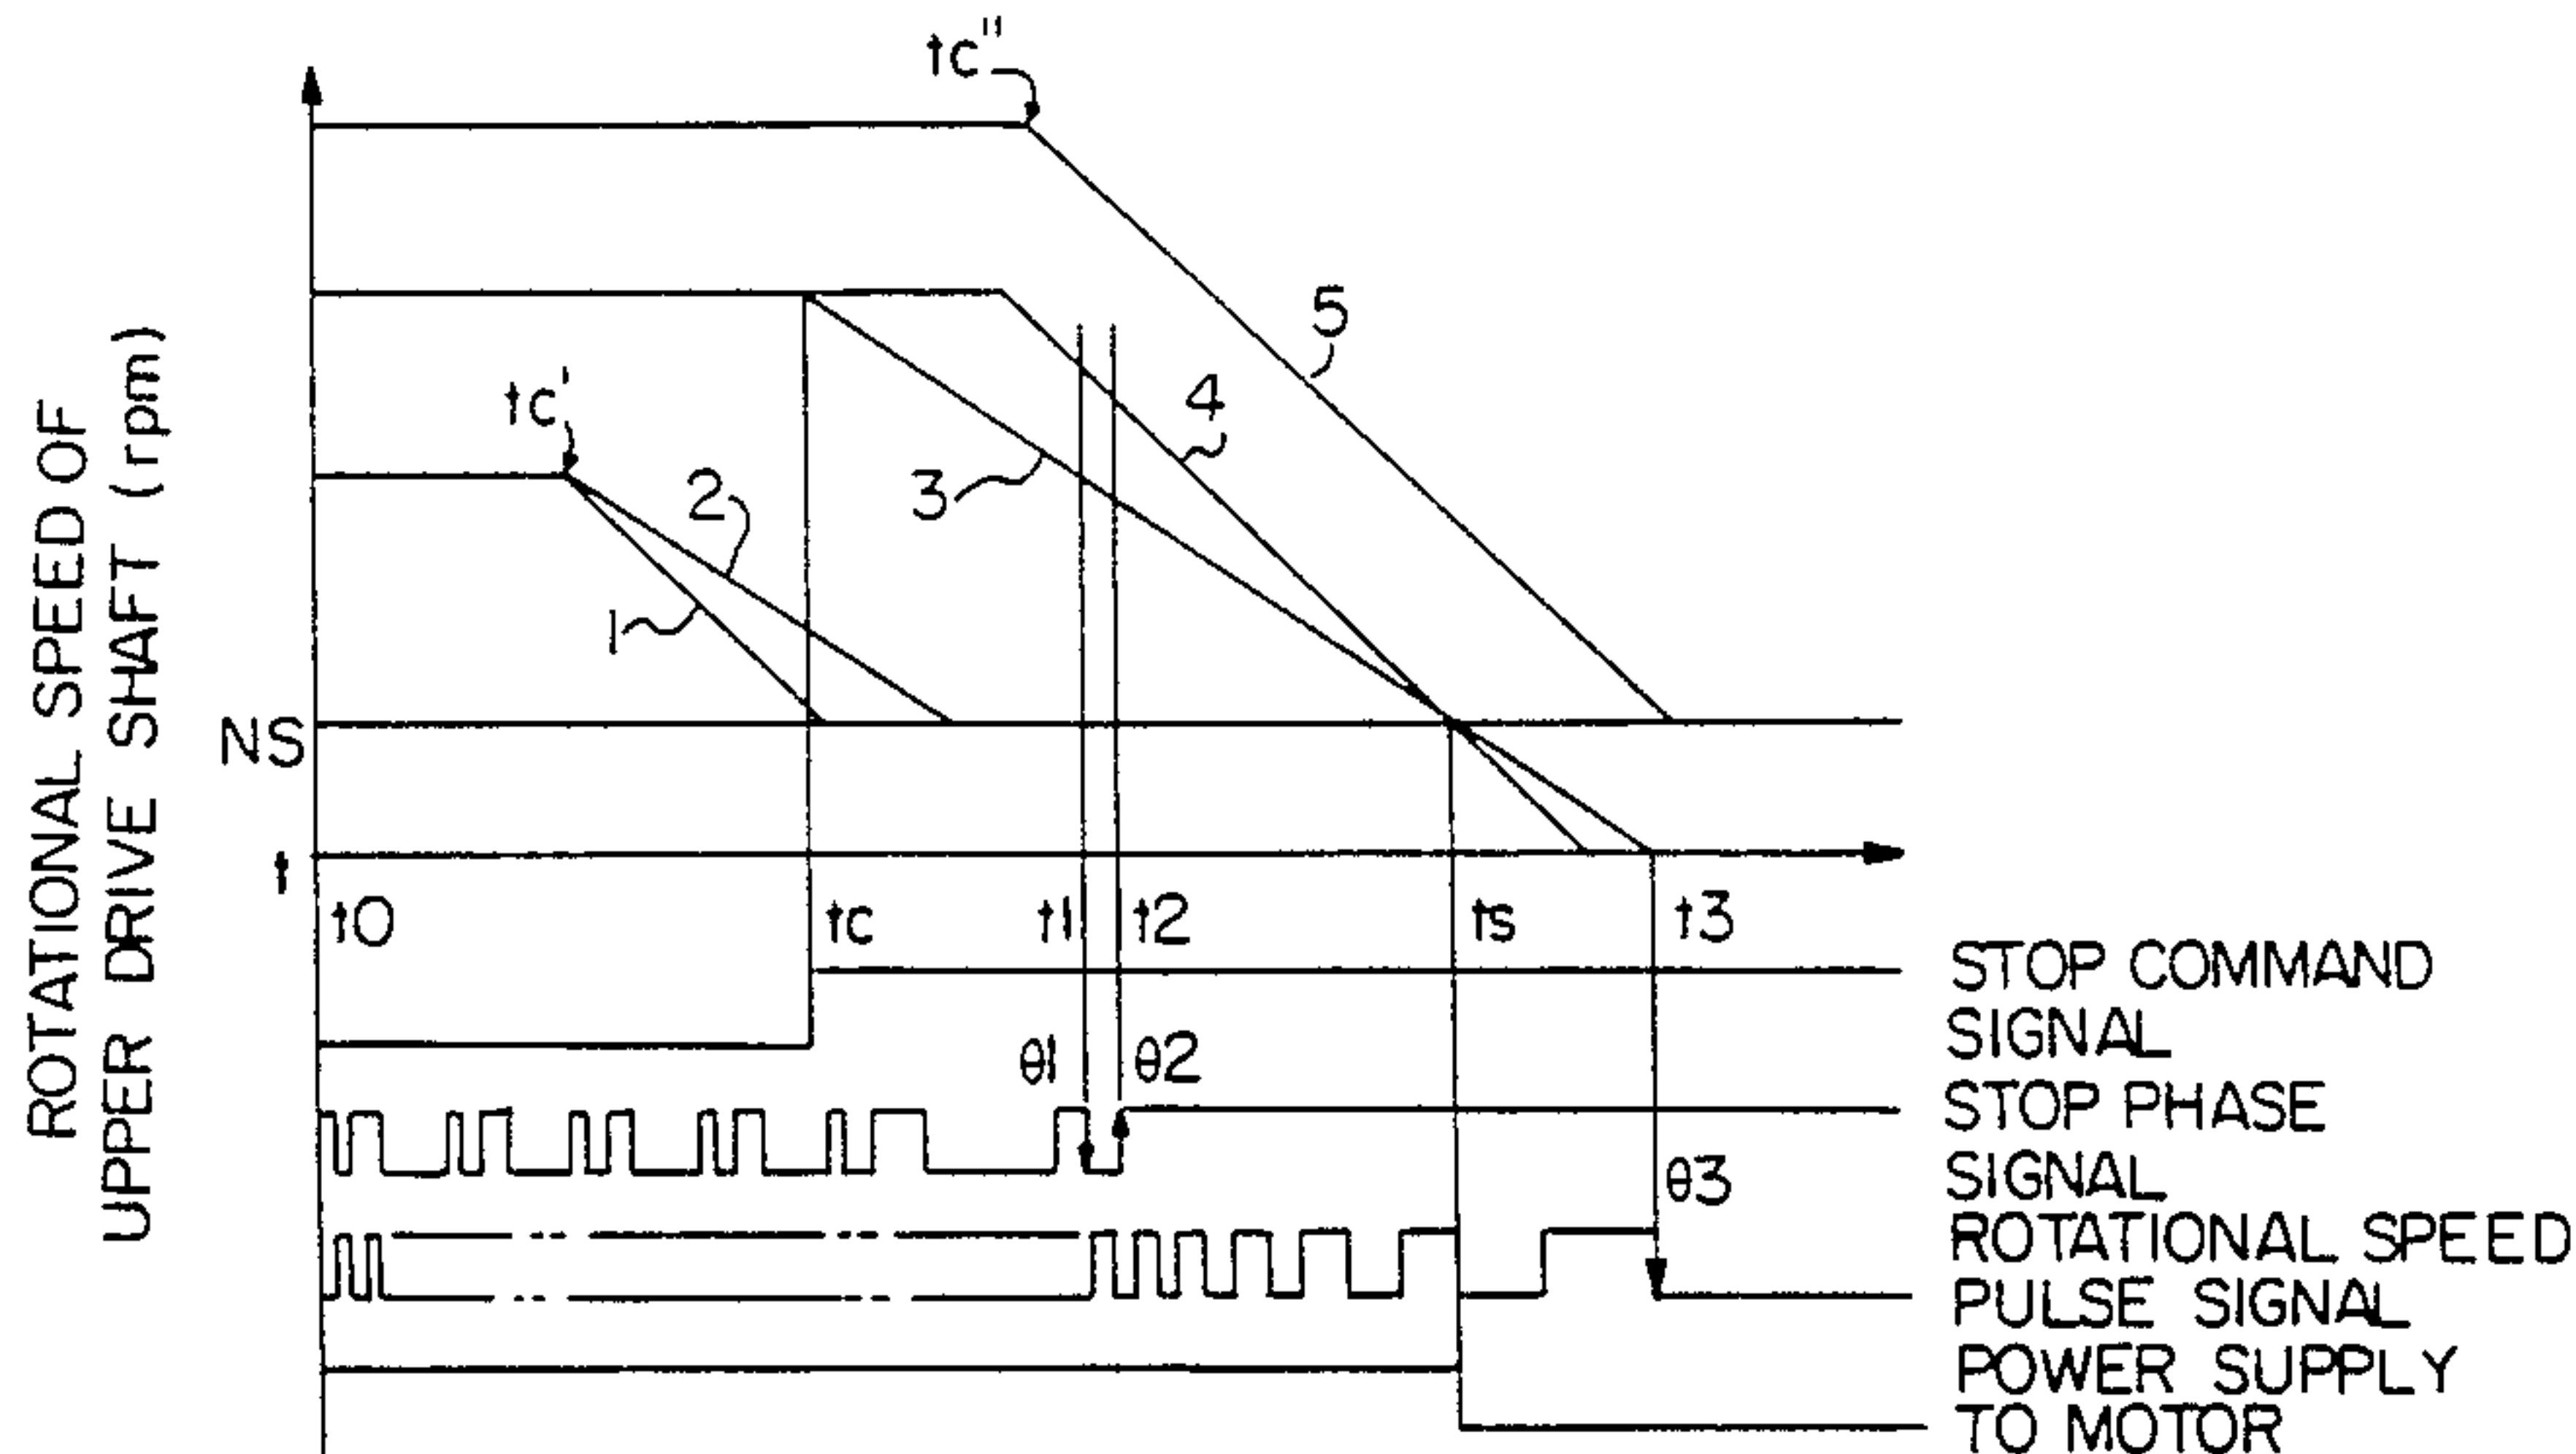 tc"
5
tc'
4
2
3
1
ROTATIONAL SPEED OF
UPPER DRIVE SHAFT (rpm)
NS
t
t0
tc
t1
t2
ts
t3
STOP COMMAND
SIGNAL
θ1
θ2
STOP PHASE
SIGNAL
θ3
ROTATIONAL SPEED
PULSE SIGNAL
POWER SUPPLY
TO MOTOR